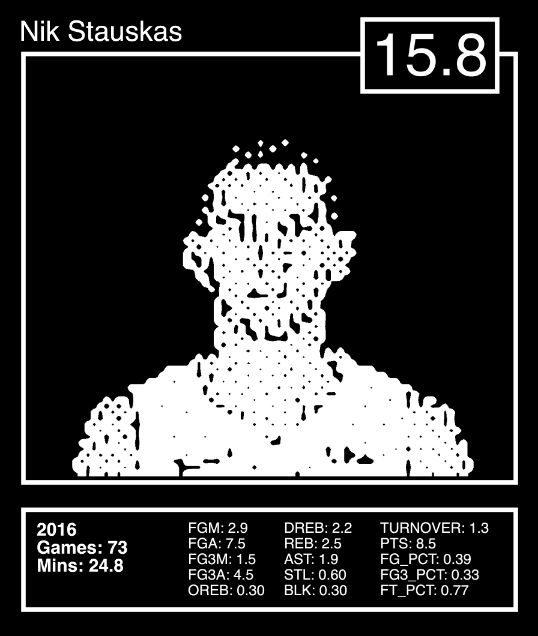 Nik Stauskas
15.8
2016
Games: 73
Mins: 24.8
FGM: 2.9
FGA: 7.5
FG3M: 1.5
FG3A: 4.5
OREB: 0.30
DREB: 2.2
REB: 2.5
AST: 1.9
STL: 0.60
BLK: 0.30
TURNOVER: 1.3
PTS: 8.5
FG_PCT: 0.39
FG3_PCT: 0.33
FT_PCT: 0.77